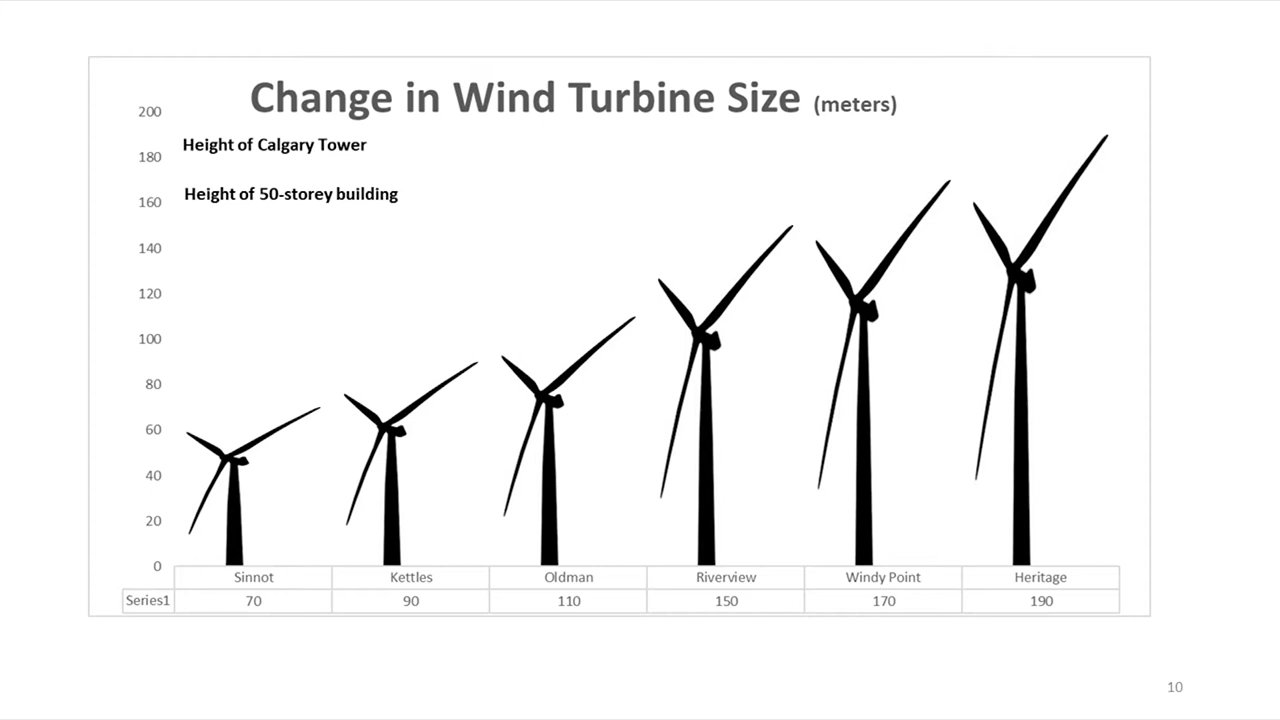 Change in Wind Turbine Size (meters)
200
Height of Calgary Tower
180
Height of 50-storey building
160
140
120
100
80
60
40
20
0
Sinnot Kettles Oldman Riverview Windy Point Heritage
Series1 70 90 110 150 170 190
10